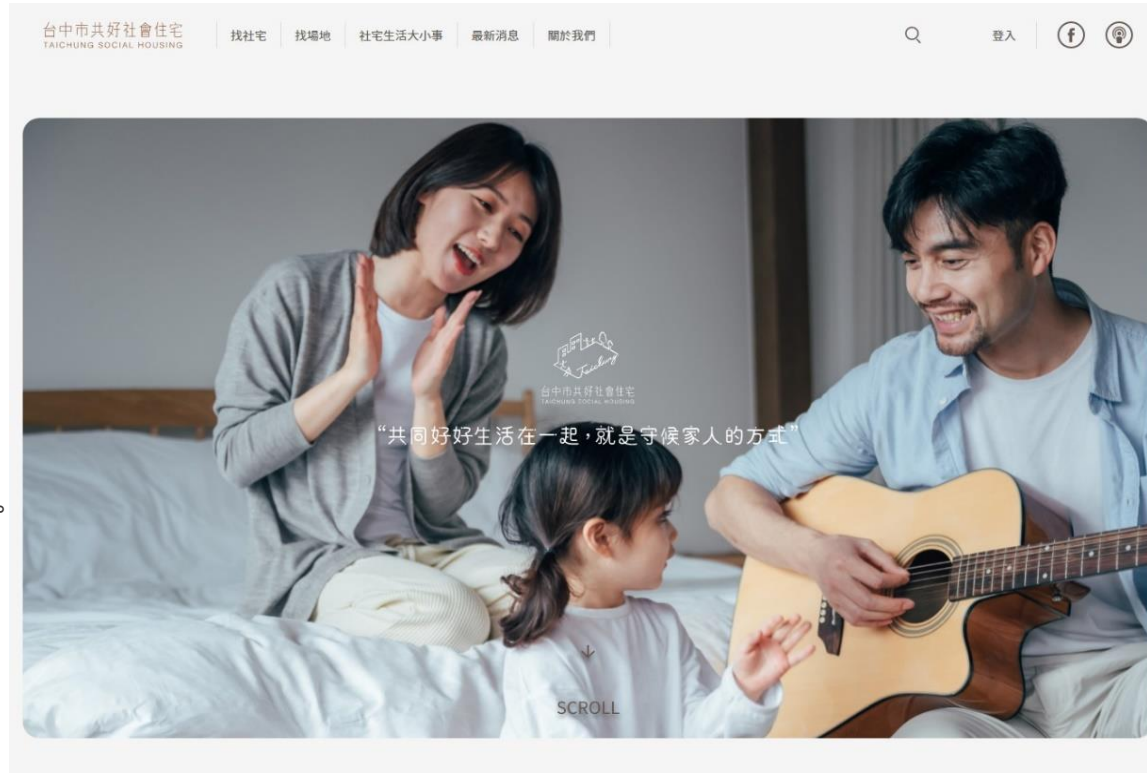 台中市共好社會住宅
TAICHUNG SOCIAL HOUSING
找社宅
找場地
社宅生活大小事
最新消息
關於我們
登入
Taichung
台中市共好社會住宅
TAICHUNG SOCIAL HOUSING
“共同好好生活在一起，就是守候家人的方式”
。
SCROLL